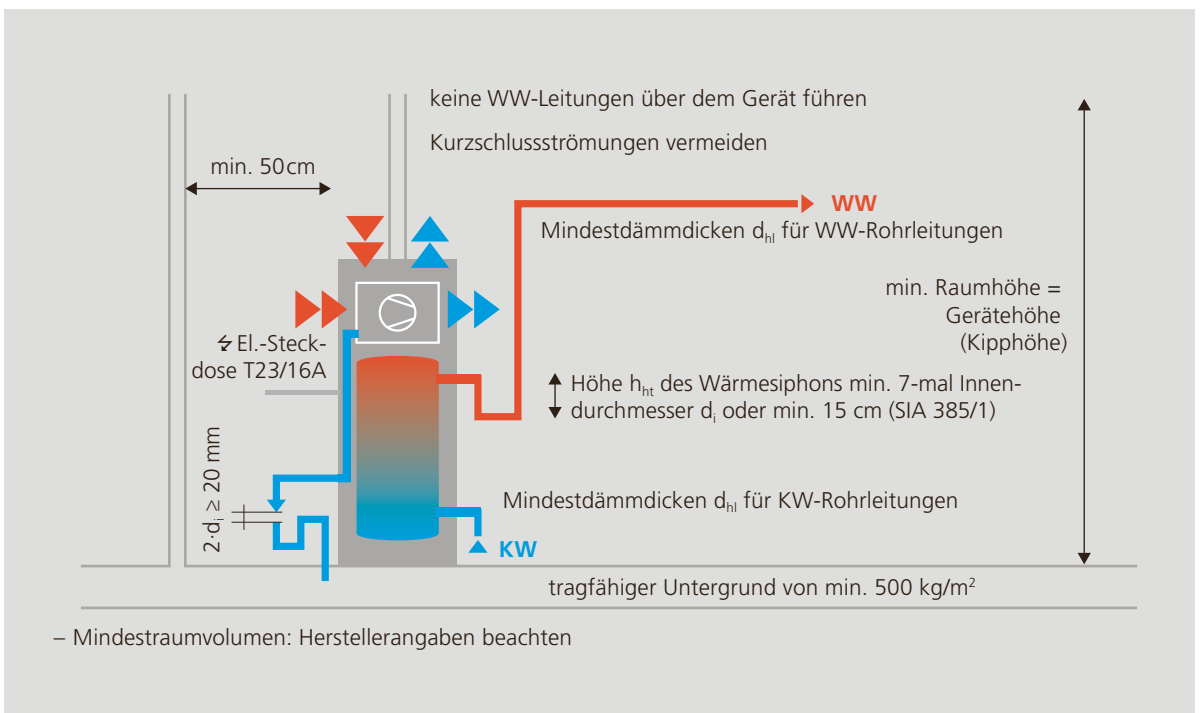 keine WW-Leitungen über dem Gerät führen
Kurzschlussströmungen vermeiden
min. 50 cm
WW
Mindestdämmdicken dhl für WW-Rohrleitungen
min. Raumhöhe =
Gerätehöhe
(Kipphöhe)
El.-Steck-
dose T23/16A
Höhe hht des Wärmesiphons min. 7-mal Innen-
durchmesser di oder min. 15 cm (SIA 385/1)
2·di ≥ 20 mm
Mindestdämmdicken dhl für KW-Rohrleitungen
KW
tragfähiger Untergrund von min. 500 kg/m²
– Mindestraumvolumen: Herstellerangaben beachten